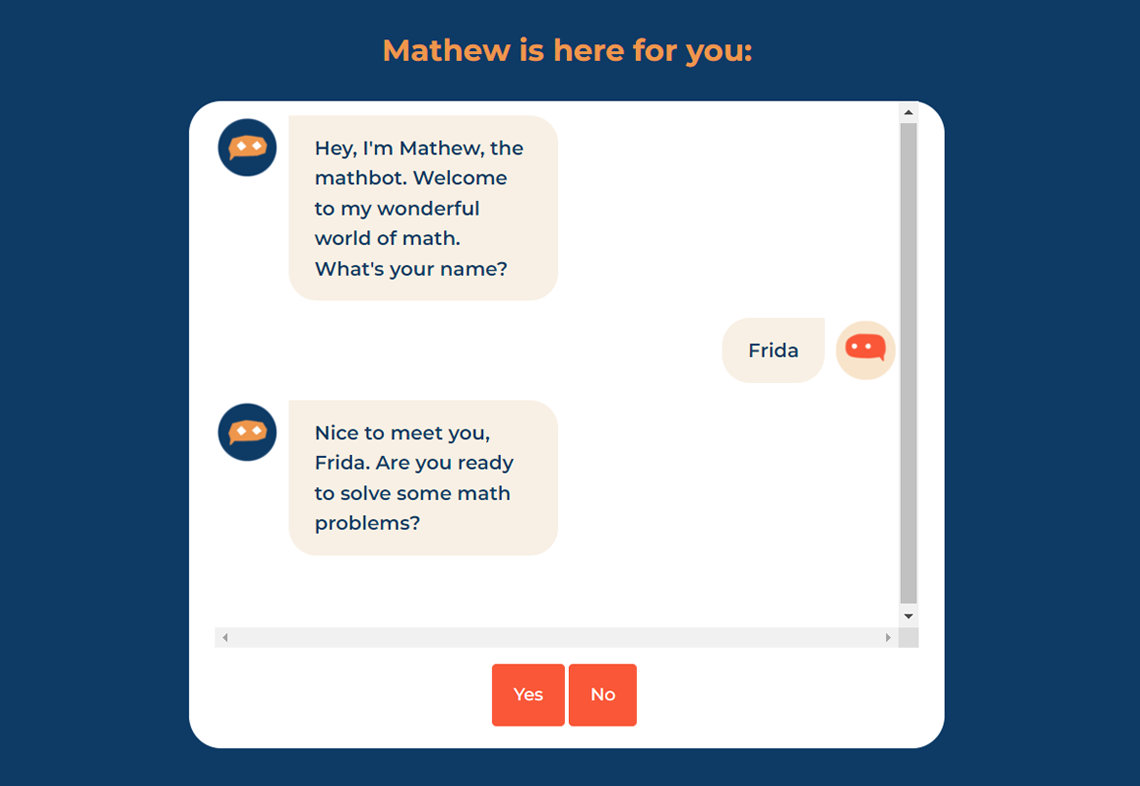 Mathew is here for you:
Hey, I'm Mathew, the
mathbot. Welcome
to my wonderful
world of math.
What's your name?
Frida
Nice to meet you,
Frida. Are you ready
to solve some math
problems?
Yes No